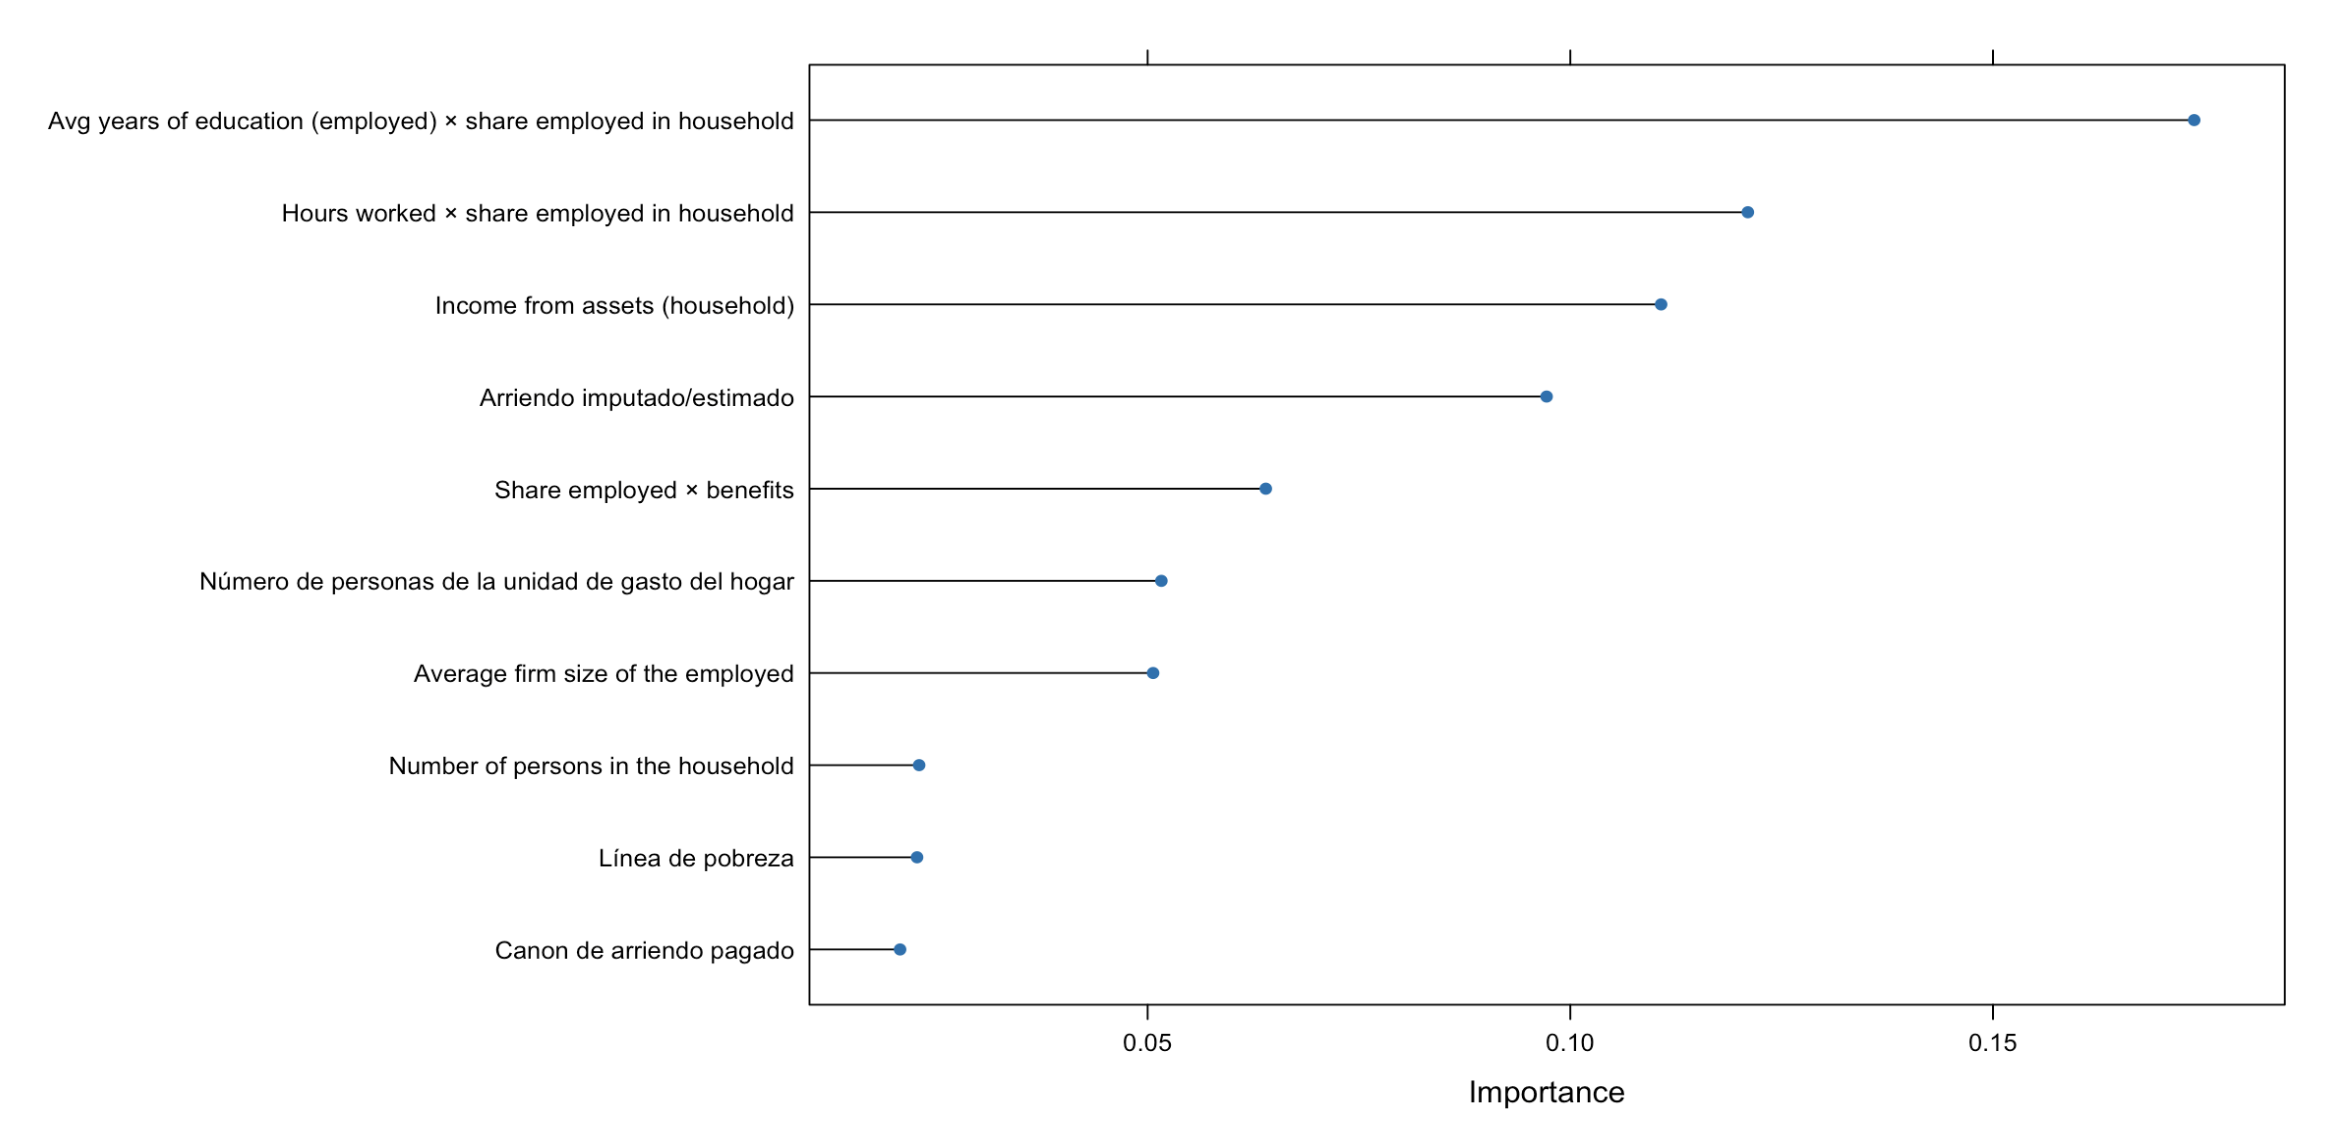 Avg years of education (employed) × share employed in household
Hours worked × share employed in household
Income from assets (household)
Arriendo imputado/estimado
Share employed × benefits
Número de personas de la unidad de gasto del hogar
Average firm size of the employed
Number of persons in the household
Línea de pobreza
Canon de arriendo pagado
0.05 0.10 0.15
Importance